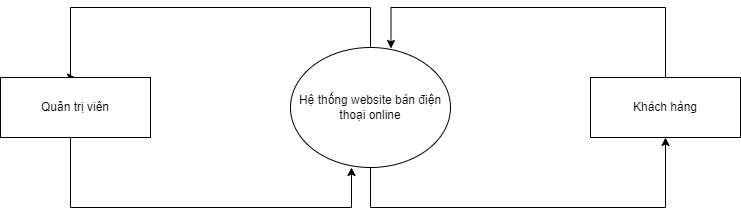 Quản trị viên
Hệ thống website bán điện
thoại online
Khách hàng